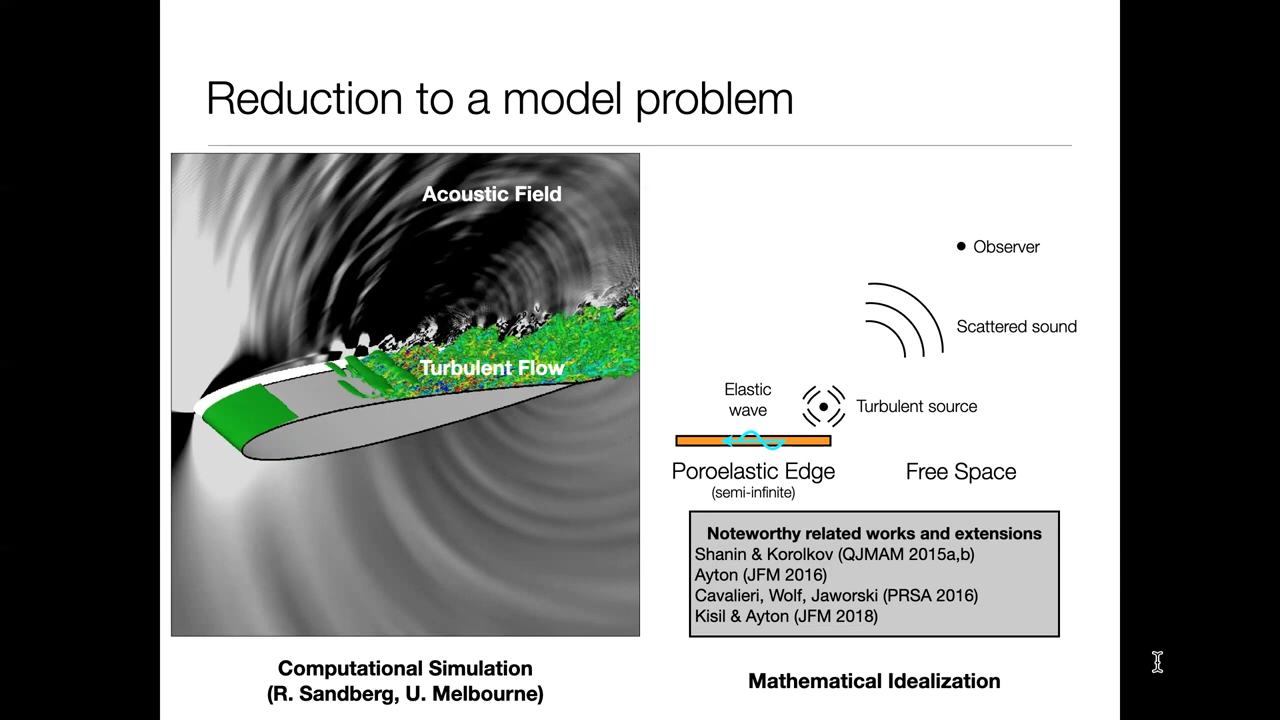 Reduction to a model problem
Acoustic Field
Turbulent Flow
Computational Simulation
(R. Sandberg, U. Melbourne)
Observer
Scattered sound
Elastic
wave
Turbulent source
Poroelastic Edge
(semi-infinite)
Free Space
Noteworthy related works and extensions
Shanin & Korolkov (QJMAM 2015a,b)
Ayton (JFM 2016)
Cavalieri, Wolf, Jaworski (PRSA 2016)
Kisil & Ayton (JFM 2018)
Mathematical Idealization